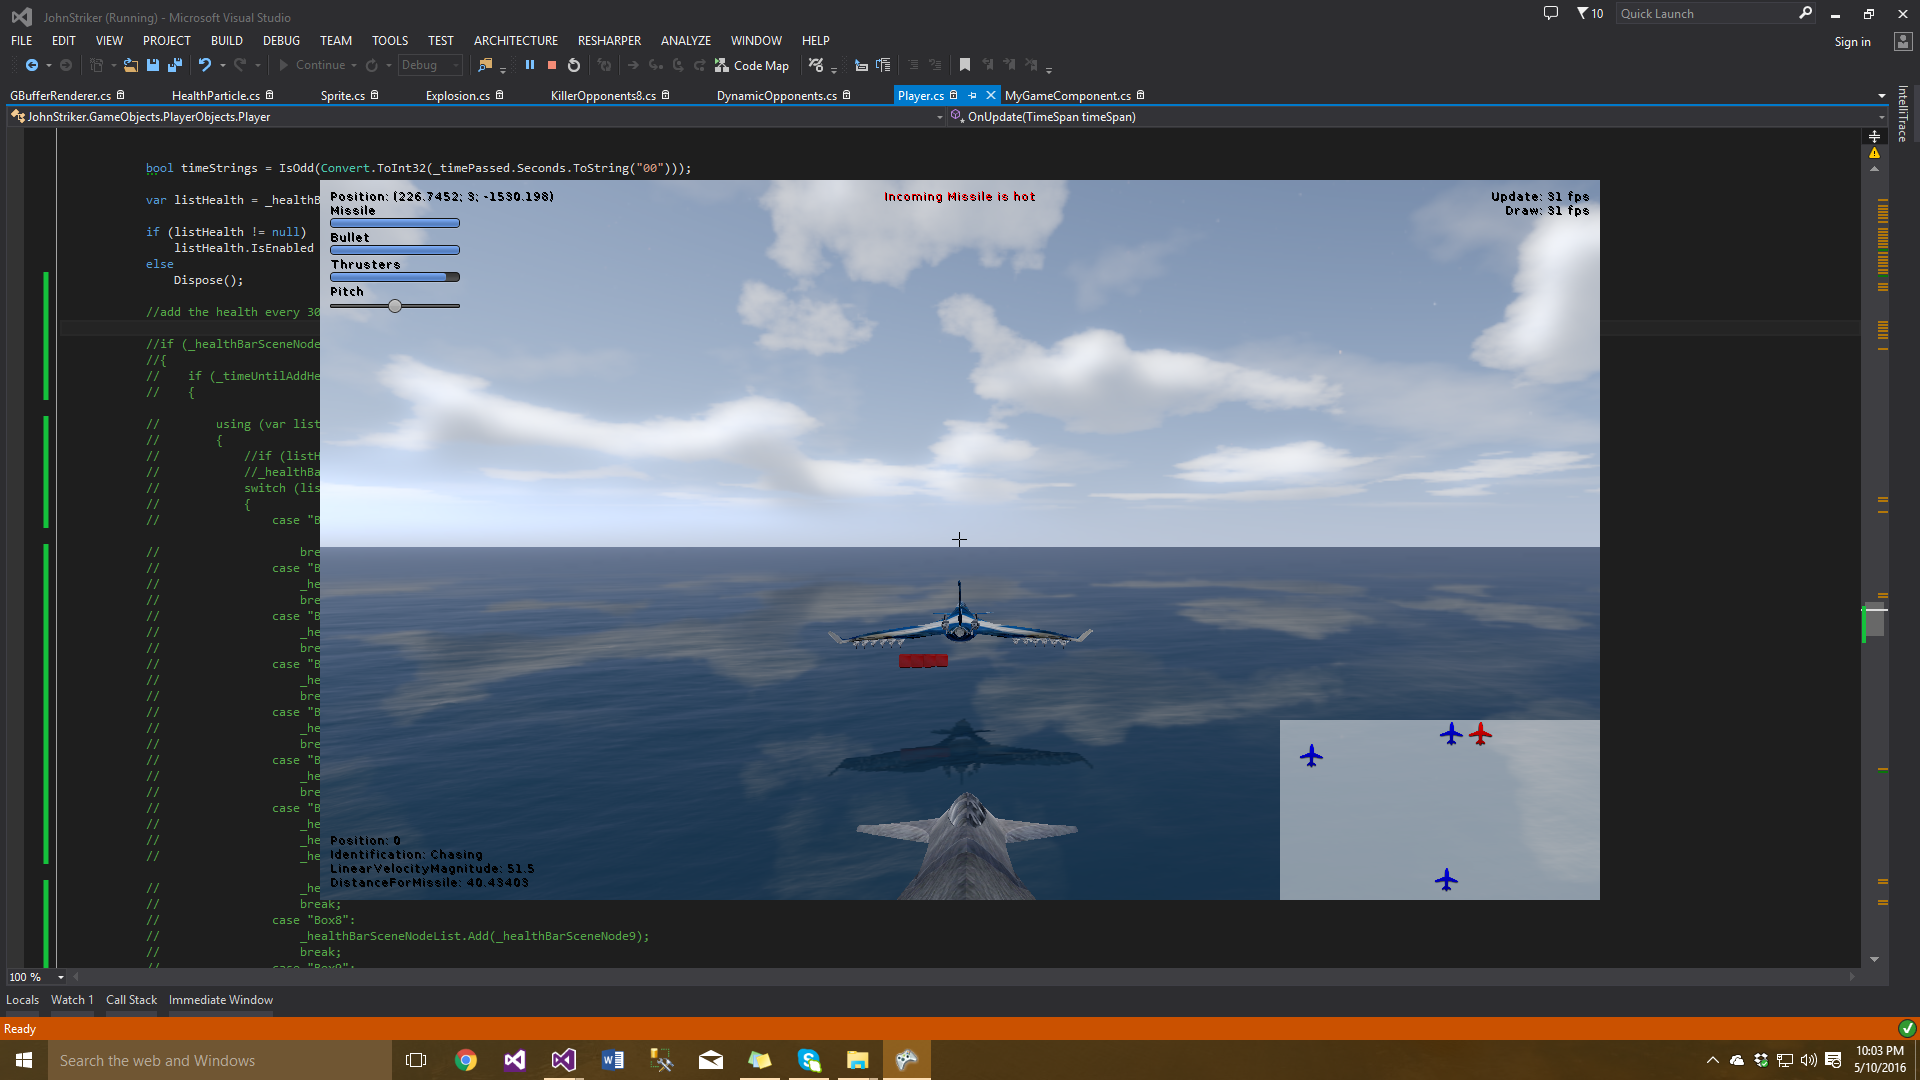 JohnStriker (Running) - Microsoft Visual Studio
10
Quick Launch
FILE EDIT VIEW PROJECT BUILD DEBUG TEAM TOOLS TEST ARCHITECTURE RESHARPER ANALYZE WINDOW HELP
Sign in
Continue Debug Code Map
GBufferRenderer.cs HealthParticle.cs Sprite.cs Explosion.cs KillerOpponents8.cs DynamicOpponents.cs Player.cs MyGameComponent.cs
IntelliTrace
JohnStriker.GameObjects.PlayerObjects.Player OnUpdate(TimeSpan timeSpan)
bool timeStrings = IsOdd(Convert.ToInt32(_timePassed.Seconds.ToString("00")));
var listHealth = _healthB
if (listHealth != null)
listHealth.IsEnabled
else
Dispose();
//add the health every 30
//if (_healthBarSceneNode
//{
// if (_timeUntilAddHe
// {
// using (var list
// {
// //if (listH
// //_healthBa
// switch (lis
// {
// case "B
// bre
// case "B
// _he
// bre
// case "B
// _he
// bre
// case "B
// _he
// bre
// case "B
// _he
// bre
// case "B
// _he
// bre
// case "B
// _he
// _he
// _he
// _he
// break;
// case "Box8":
// _healthBarSceneNodeList.Add(_healthBarSceneNode9);
// break;
// case "Box9":
Position: (226.7452; 3; -1530.198)
Missile
Bullet
Thrusters
Pitch
Incoming Missile is hot
Update: 31 fps
Draw: 31 fps
Position: 0
Identification: Chasing
LinearVelocityMagnitude: 51.5
DistanceForMissile: 40.43403
100 %
Locals Watch 1 Call Stack Immediate Window
Ready
Search the web and Windows
10:03 PM
5/10/2016